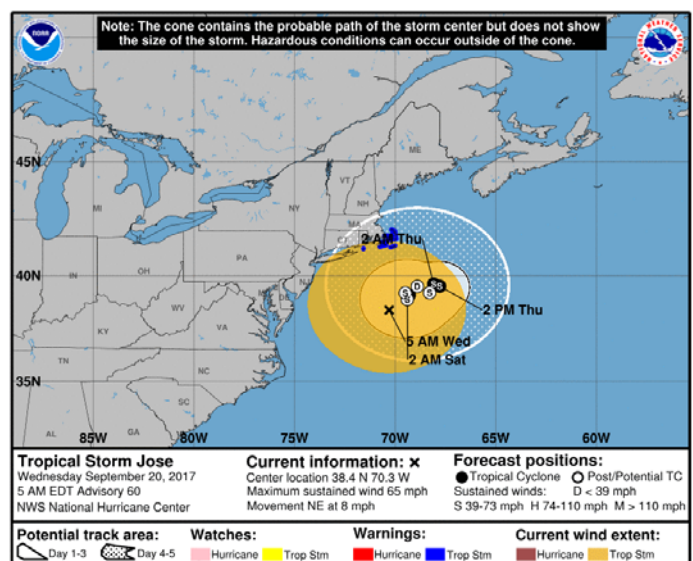 Note: The cone contains the probable path of the storm center but does not show
the size of the storm. Hazardous conditions can occur outside of the cone.
NOAA
ME
45N
VT
NH
MI
NY
MA
CT
2 AM Thu
PA
40N
IN
OH
NJ
MD
DE
WV
2 PM Thu
D
S S
S
S
S
KY
VA
5 AM Wed
2 AM Sat
TN
NC
35N
SC
AL
GA
85W
80W
75W
70W
65W
60W
Tropical Storm Jose
Wednesday September 20, 2017
5 AM EDT Advisory 60
NWS National Hurricane Center
Current information: ×
Center location 38.4 N 70.3 W
Maximum sustained wind 65 mph
Movement NE at 8 mph
Forecast positions:
Tropical Cyclone Post/Potential TC
Sustained winds: D < 39 mph
S 39-73 mph H 74-110 mph M > 110 mph
Potential track area:
Day 1-3 Day 4-5
Watches:
Hurricane Trop Stm
Warnings:
Hurricane Trop Stm
Current wind extent:
Hurricane Trop Stm